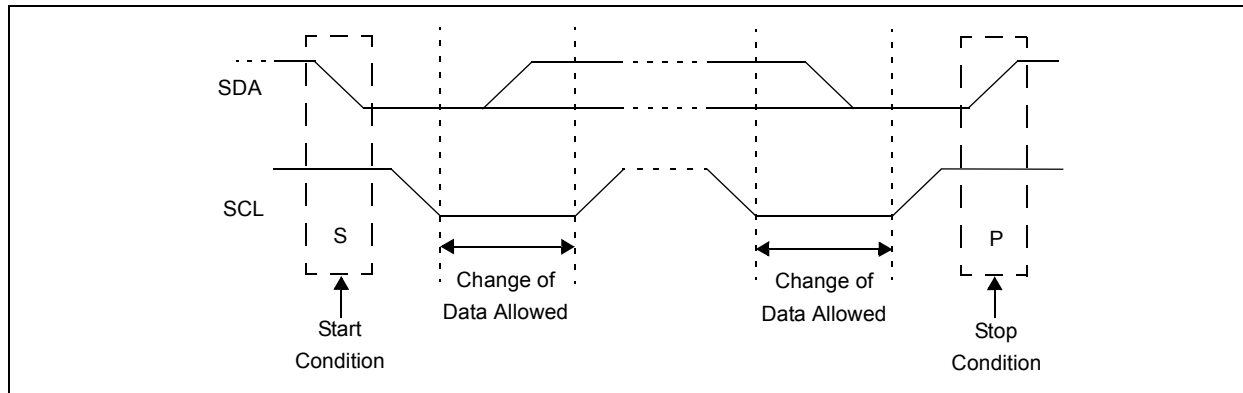 SDA
SCL
S
P
Change of
Data Allowed
Change of
Data Allowed
Start
Condition
Stop
Condition